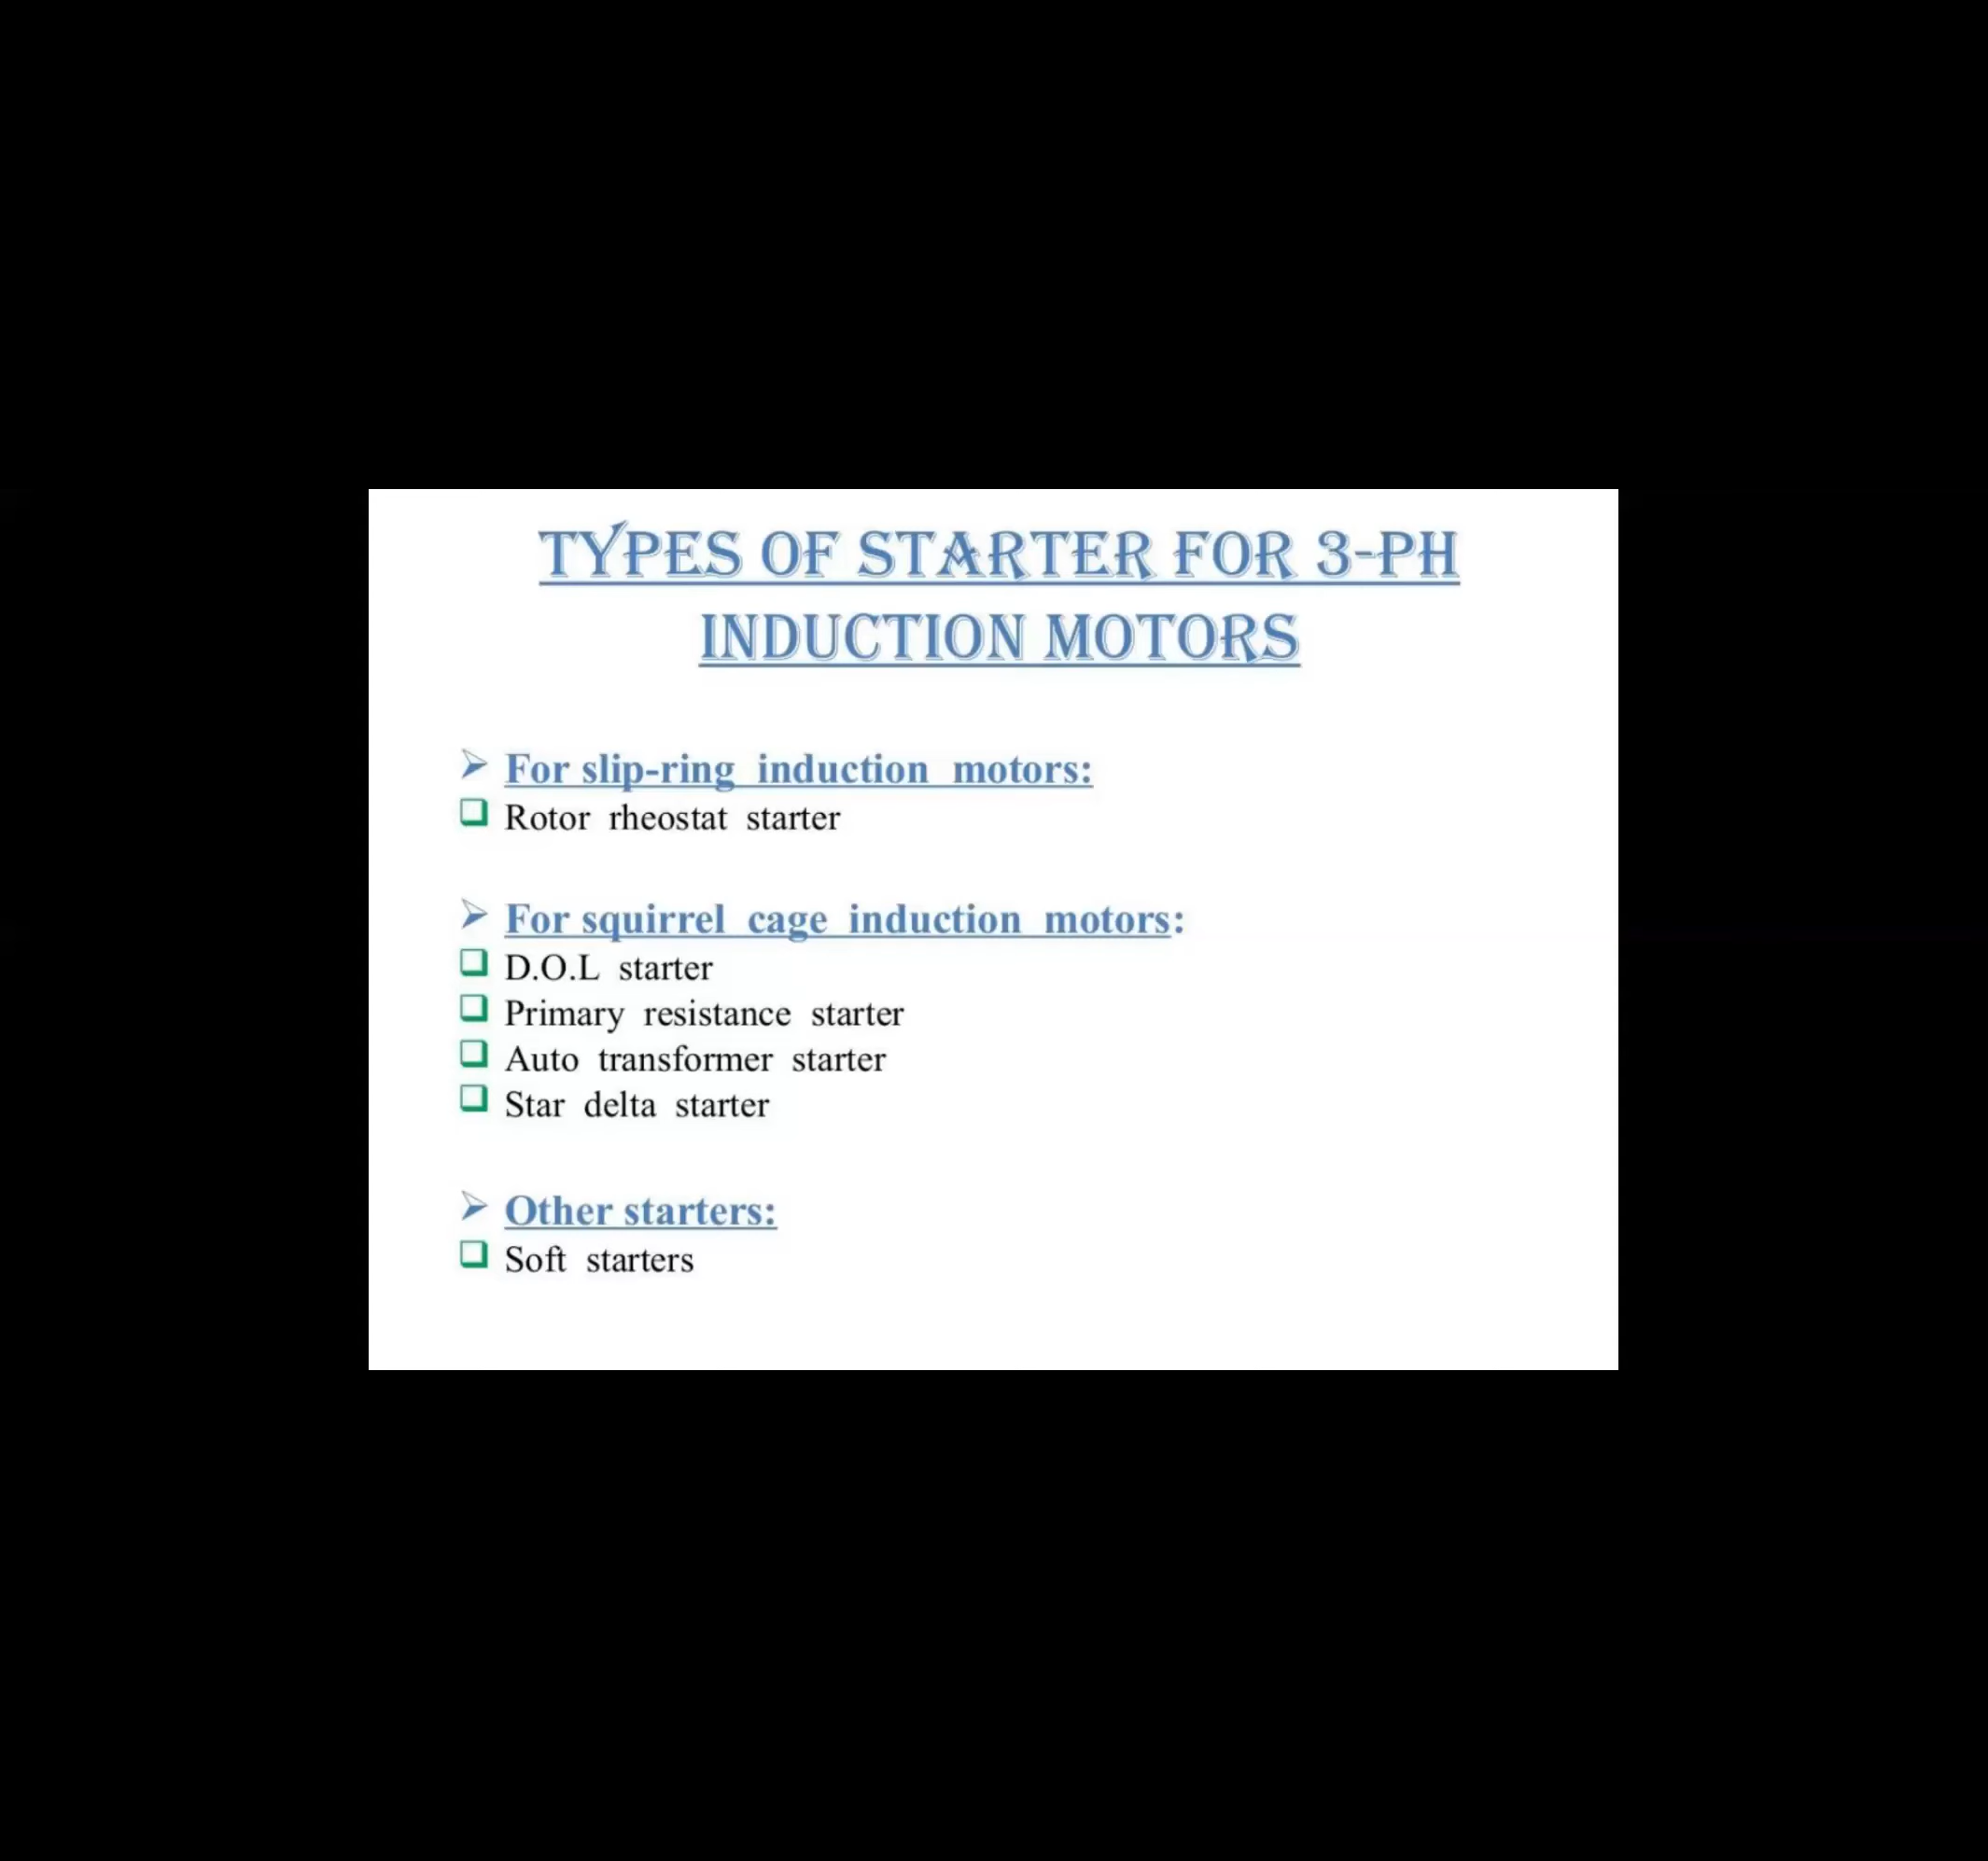 TYPES OF STARTER FOR 3-PH
INDUCTION MOTORS
For slip-ring induction motors:
Rotor rheostat starter
For squirrel cage induction motors:
D.O.L starter
Primary resistance starter
Auto transformer starter
Star delta starter
Other starters:
Soft starters